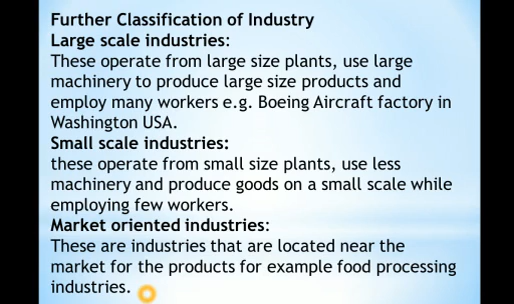 Further Classification of Industry
Large scale industries:
These operate from large size plants, use large
machinery to produce large size products and
employ many workers e.g. Boeing Aircraft factory in
Washington USA.
Small scale industries:
these operate from small size plants, use less
machinery and produce goods on a small scale while
employing few workers.
Market oriented industries:
These are industries that are located near the
market for the products for example food processing
industries.